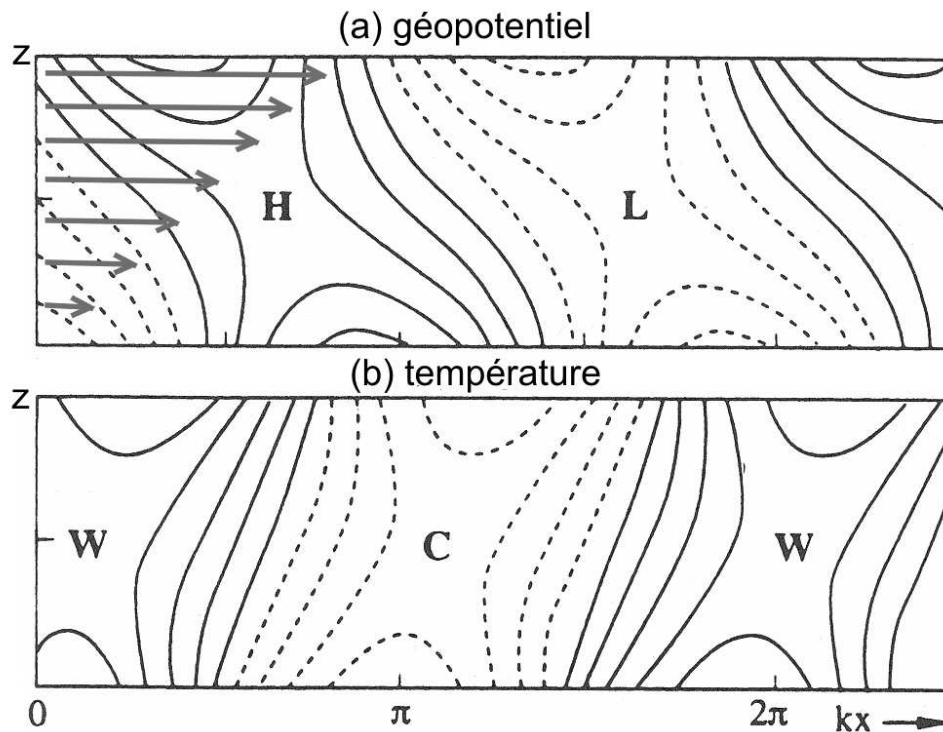 (a) géopotentiel
z
H L
(b) température
z
W C W
0 π 2π kx